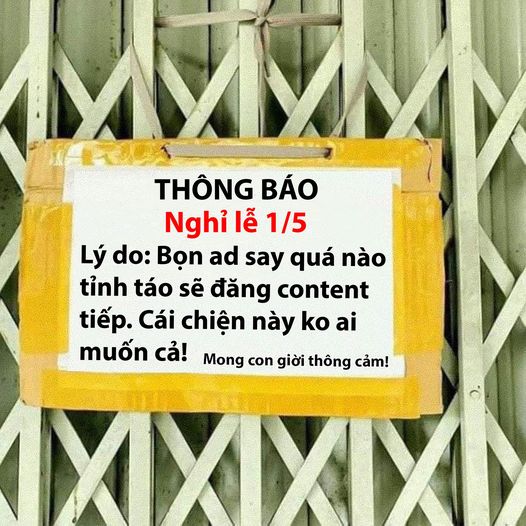 THÔNG BÁO
Nghỉ lễ 1/5
Lý do: Bọn ad say quá nào
tỉnh táo sẽ đăng content
tiếp. Cái chiện này ko ai
muốn cả! Mong con giời thông cảm!